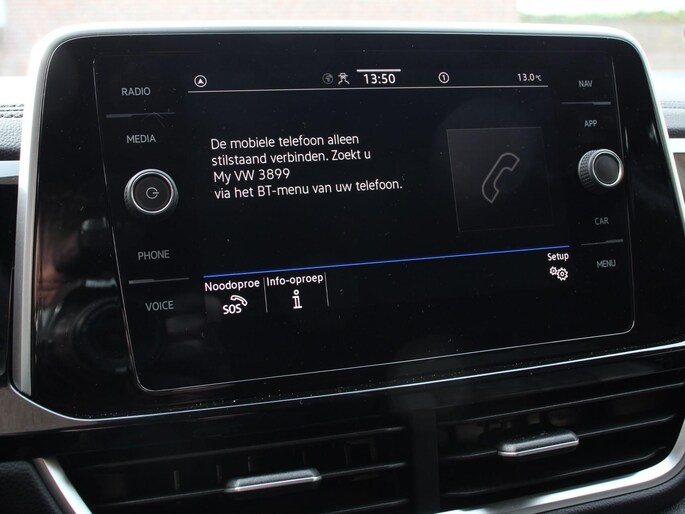 RADIO
MEDIA
PHONE
VOICE
13:50
1
13.0°C
De mobiele telefoon alleen
stilstaand verbinden. Zoekt u
My VW 3899
via het BT-menu van uw telefoon.
Noodoproe
Info-oproep
SOS
i
Setup
NAV
APP
CAR
MENU